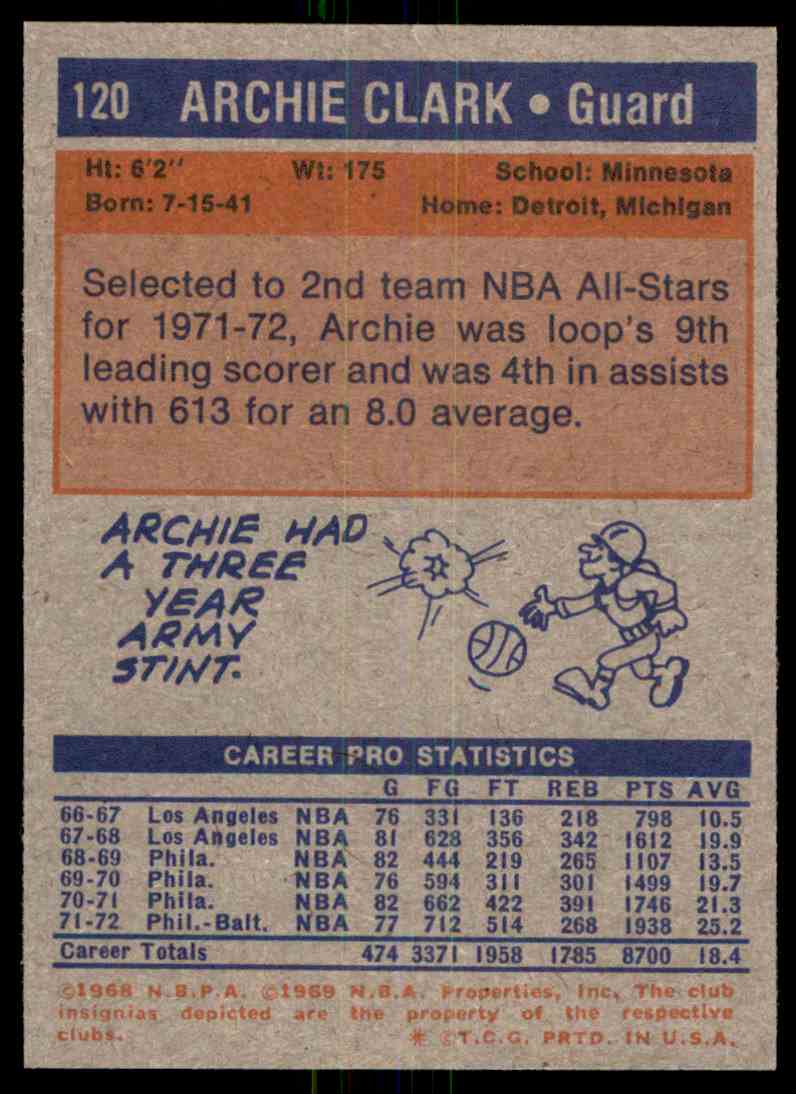 120 ARCHIE CLARK • Guard
Ht: 6'2" Wt: 175 School: Minnesota
Born: 7-15-41 Home: Detroit, Michigan
Selected to 2nd team NBA All-Stars
for 1971-72, Archie was loop's 9th
leading scorer and was 4th in assists
with 613 for an 8.0 average.
ARCHIE HAD
A THREE
YEAR
ARMY
STINT.
CAREER PRO STATISTICS
G FG FT REB PTS AVG
66-67 Los Angeles NBA 76 331 136 218 798 10.5
67-68 Los Angeles NBA 81 628 356 342 1612 19.9
68-69 Phila. NBA 82 444 219 265 1107 13.5
69-70 Phila. NBA 76 594 311 301 1499 19.7
70-71 Phila. NBA 82 662 422 391 1746 21.3
71-72 Phil.-Balt. NBA 77 712 514 268 1938 25.2
Career Totals 474 3371 1958 1785 8700 18.4
©1968 N.B.P.A. ©1969 N.B.A. Properties, Inc. The club
insignias depicted are the property of the respective
clubs. * ©T.C.G. PRTD. IN U.S.A.